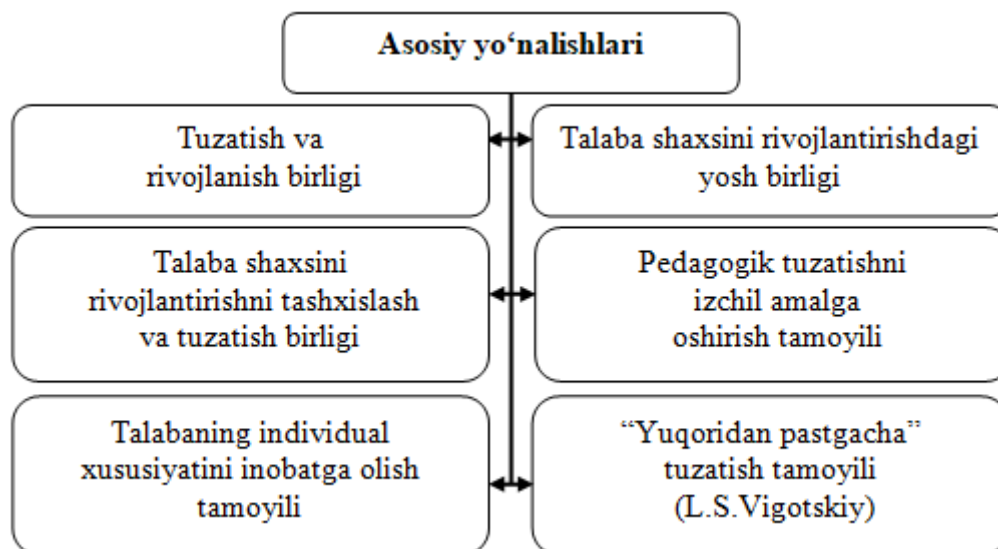 Asosiy yo‘nalishlari
Tuzatish va
rivojlanish birligi
Talaba shaxsini rivojlantirishdagi
yosh birligi
Talaba shaxsini
rivojlantirishni tashxislash
va tuzatish birligi
Pedagogik tuzatishni
izchil amalga
oshirish tamoyili
Talabaning individual
xususiyatini inobatga olish
tamoyili
“Yuqoridan pastgacha”
tuzatish tamoyili
(L.S.Vigotskiy)